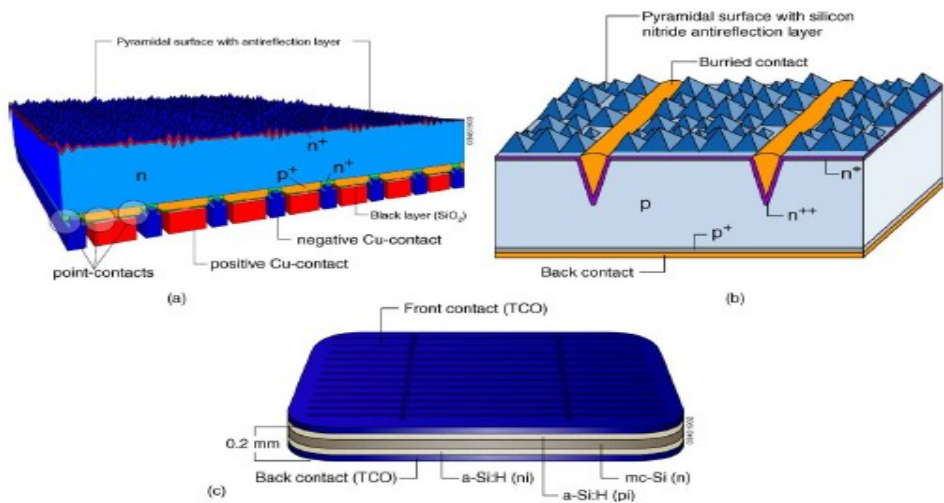 Pyramidal surface with antireflection layer
n+
n
p+
n+
Black layer (SiO2)
negative Cu-contact
positive Cu-contact
point-contacts
(a)
Pyramidal surface with silicon
nitride antireflection layer
Burried contact
n+
p
n++
p+
Back contact
(b)
Front contact (TCO)
0.2 mm
Back contact (TCO)
a-Si:H (ni)
mc-Si (n)
a-Si:H (pi)
(c)